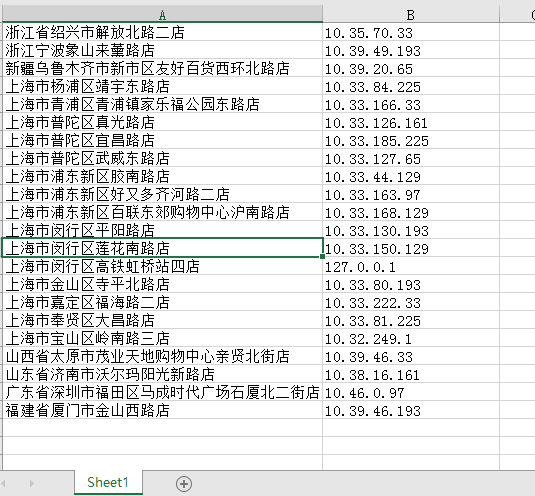 A B
浙江省绍兴市解放北路二店 10.35.70.33
浙江宁波象山来薰路店 10.39.49.193
新疆乌鲁木齐市新市区友好百货西环北路店 10.39.20.65
上海市杨浦区靖宇东路店 10.33.84.225
上海市青浦区青浦镇家乐福公园东路店 10.33.166.33
上海市普陀区真光路店 10.33.126.161
上海市普陀区宜昌路店 10.33.185.225
上海市普陀区武威东路店 10.33.127.65
上海市浦东新区胶南路店 10.33.44.129
上海市浦东新区好又多齐河路二店 10.33.163.97
上海市浦东新区百联东郊购物中心沪南路店 10.33.168.129
上海市闵行区平阳路店 10.33.130.193
上海市闵行区莲花南路店 10.33.150.129
上海市闵行区高铁虹桥站四店 127.0.0.1
上海市金山区寺平北路店 10.33.80.193
上海市嘉定区福海路二店 10.33.222.33
上海市奉贤区大昌路店 10.33.81.225
上海市宝山区岭南路三店 10.32.249.1
山西省太原市茂业天地购物中心亲贤北街店 10.39.46.33
山东省济南市沃尔玛阳光新路店 10.38.16.161
广东省深圳市福田区马成时代广场石厦北二街店 10.46.0.97
福建省厦门市金山西路店 10.39.46.193
Sheet1